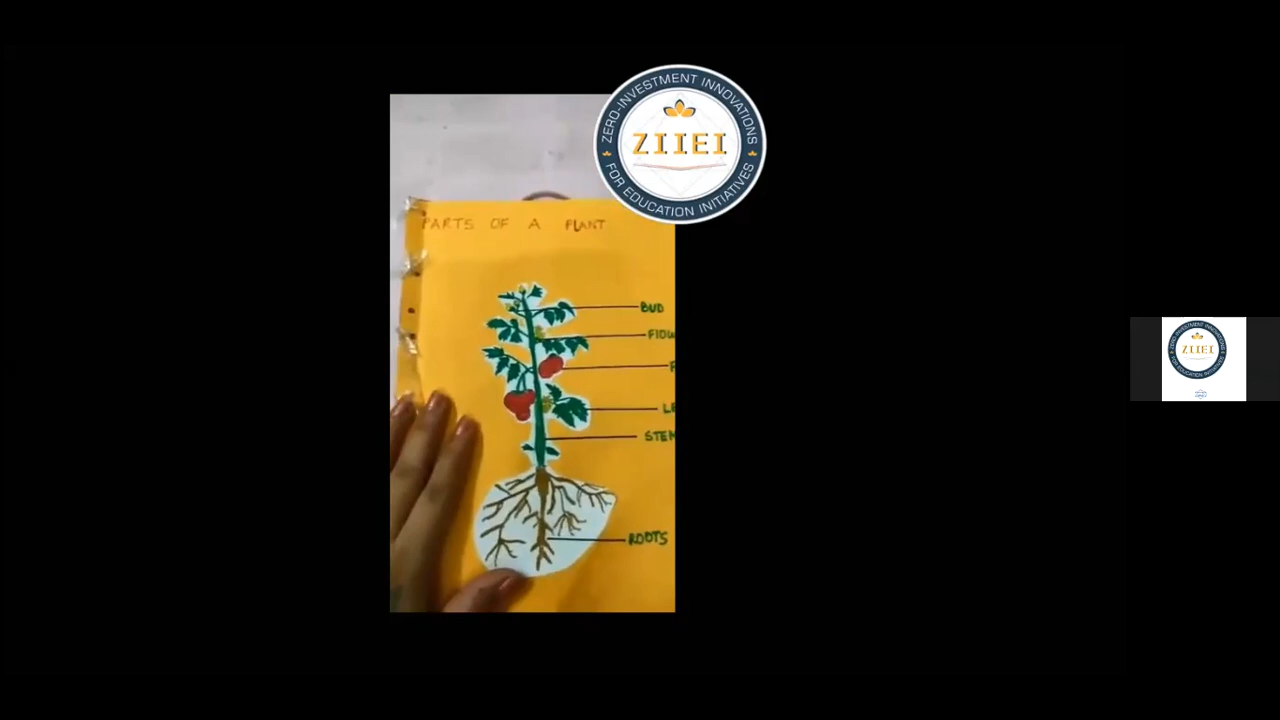 ZERO-INVESTMENT INNOVATIONS
ZIIEI
FOR EDUCATION INITIATIVES
PARTS OF A PLANT
BUD
STEM
ROOTS
ZIIEI